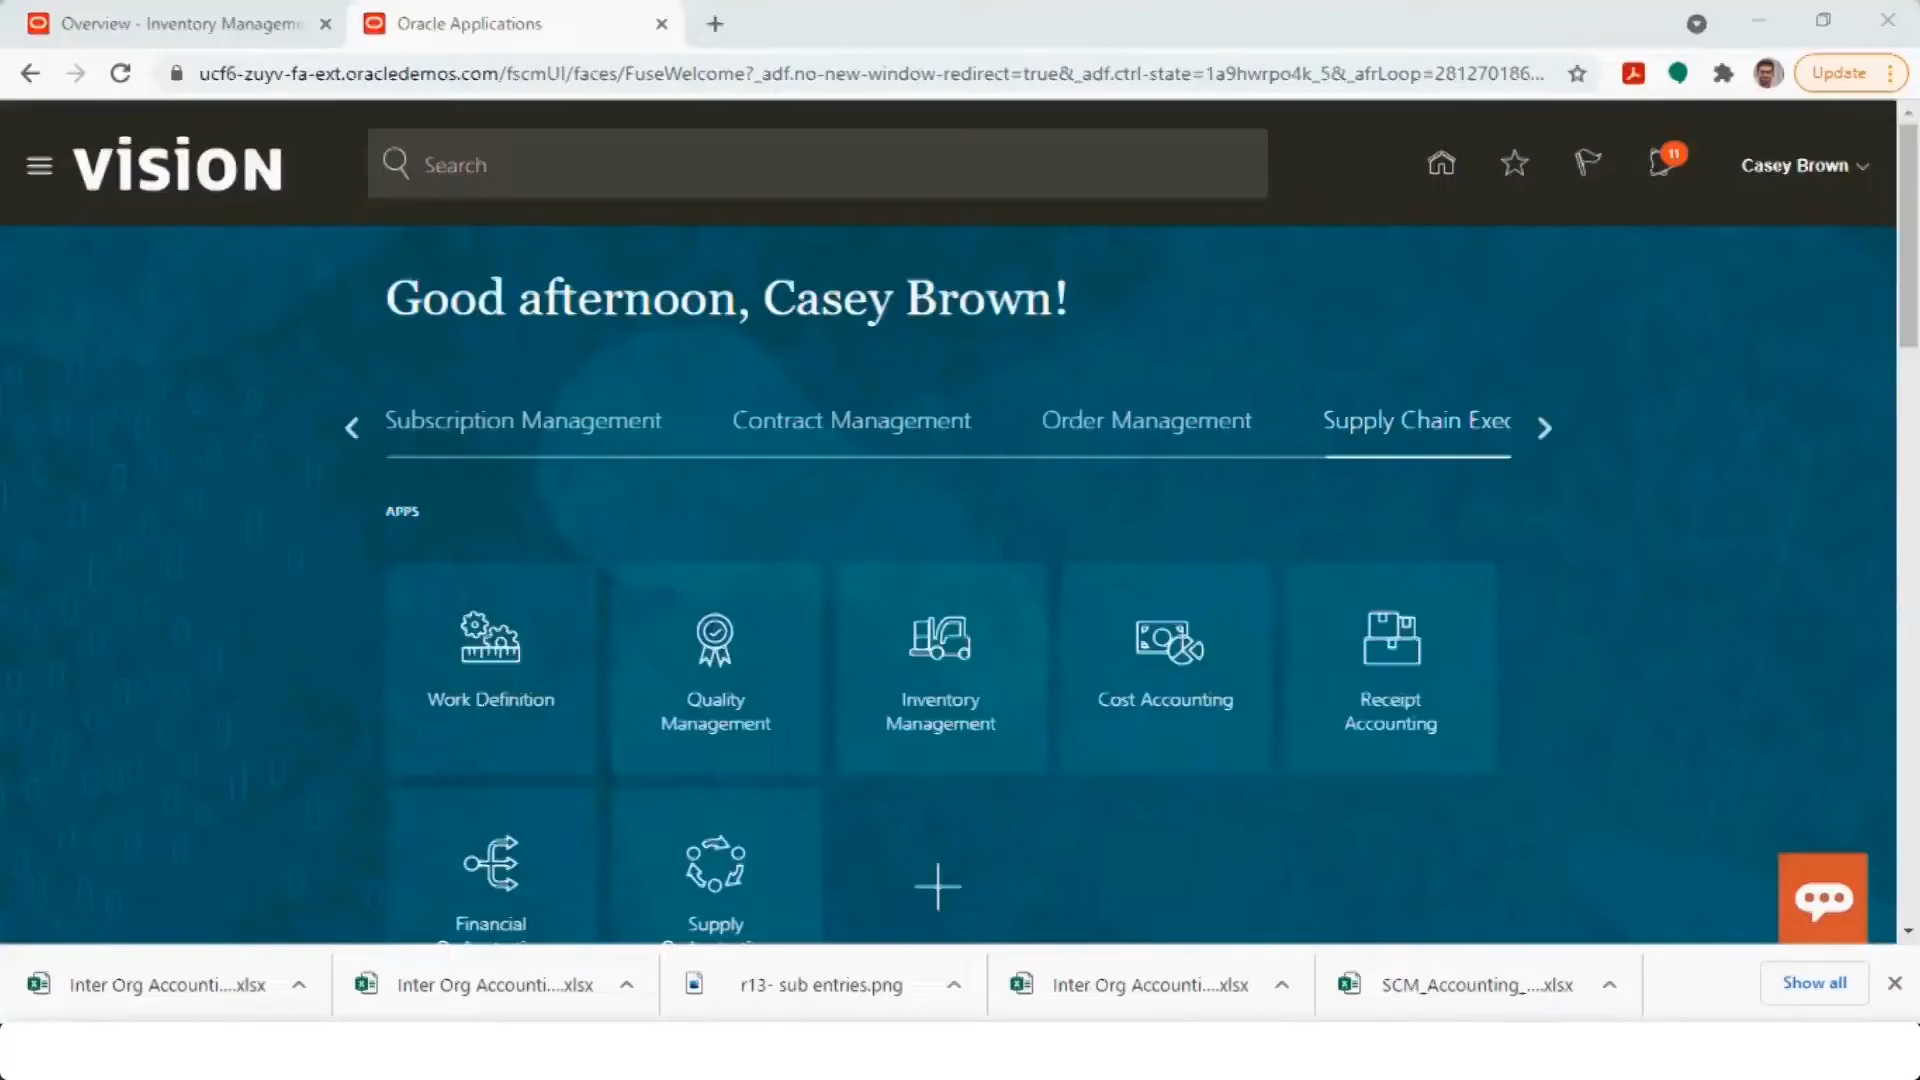 Overview - Inventory Manageme
Oracle Applications
ucf6-zuyv-fa-ext.oracledemos.com/fscmUI/faces/FuseWelcome?_adf.no-new-window-redirect=true&_adf.ctrl-state=1a9hwrpo4k_5&_afrLoop=281270186...
Update
VISION
Search
11
Casey Brown
Good afternoon, Casey Brown!
Subscription Management
Contract Management
Order Management
Supply Chain Exec
APPS
Work Definition
Quality
Management
Inventory
Management
Cost Accounting
Receipt
Accounting
Financial
Supply
Inter Org Accounti....xlsx
Inter Org Accounti....xlsx
r13- sub entries.png
Inter Org Accounti....xlsx
SCM_Accounting_....xlsx
Show all